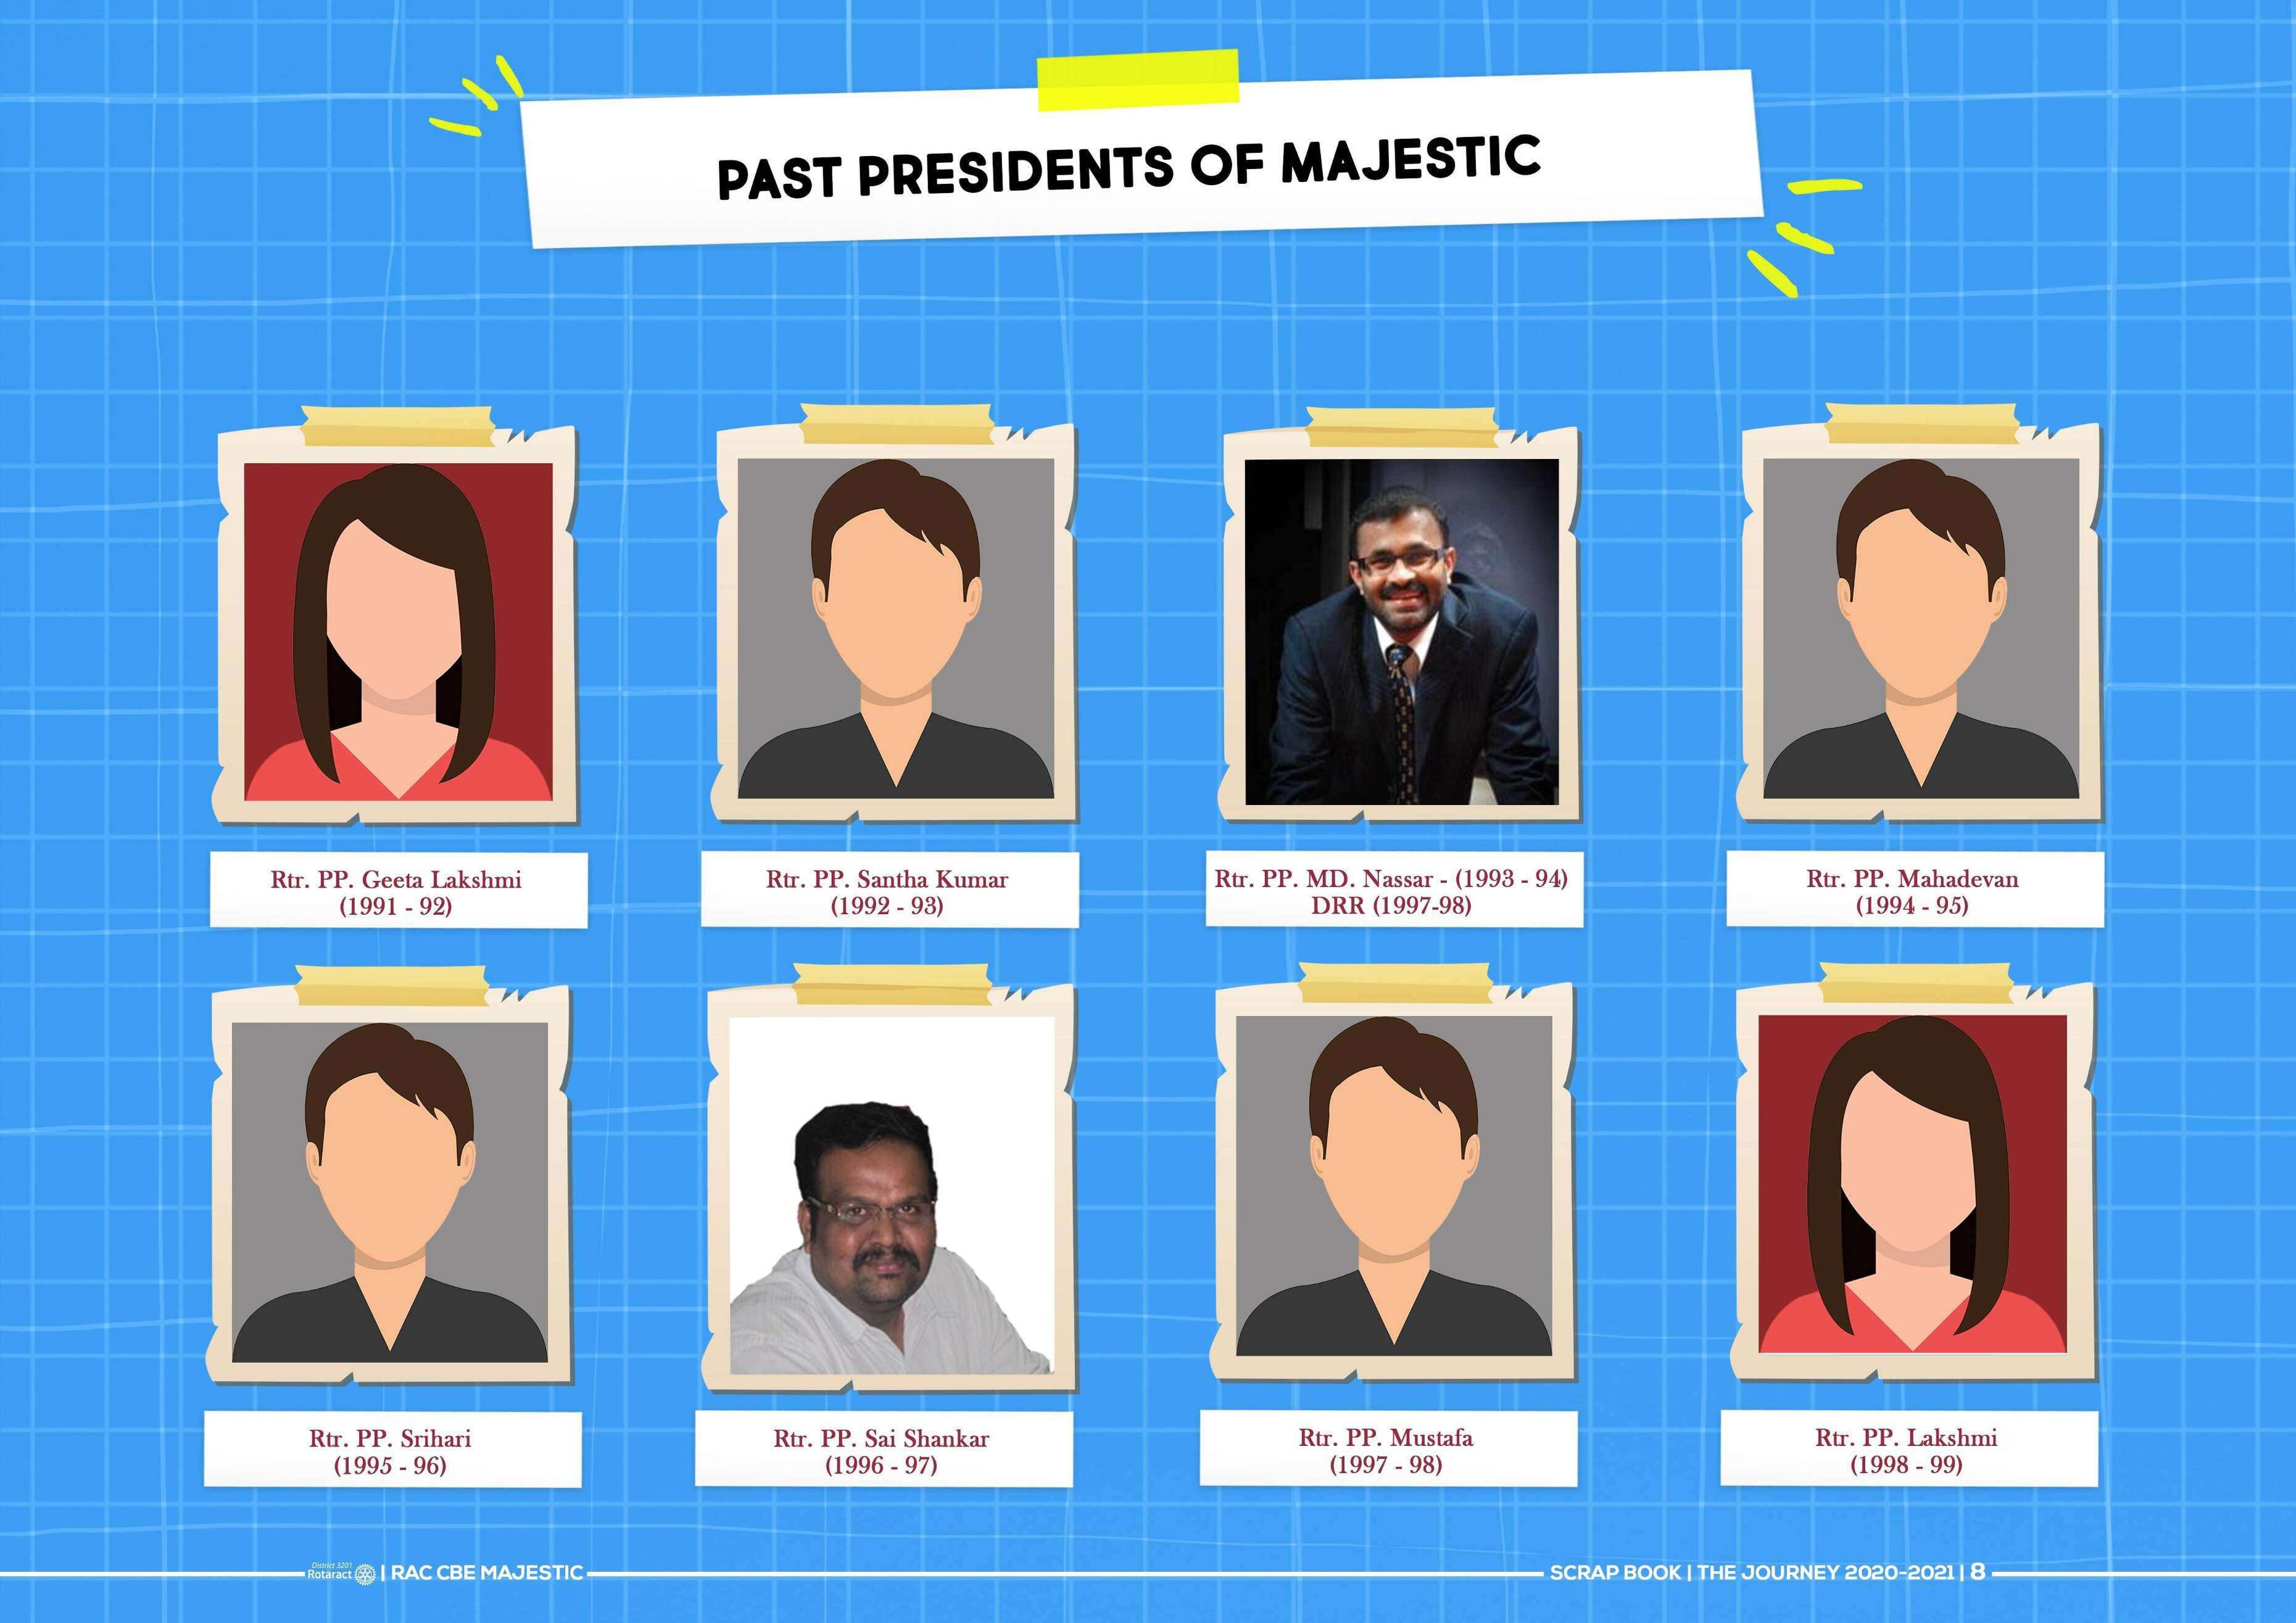 PAST PRESIDENTS OF MAJESTIC
Rtr. PP. Geeta Lakshmi
(1991 - 92)
Rtr. PP. Santha Kumar
(1992 - 93)
Rtr. PP. MD. Nassar - (1993 - 94)
DRR (1997-98)
Rtr. PP. Mahadevan
(1994 - 95)
Rtr. PP. Srihari
(1995 - 96)
Rtr. PP. Sai Shankar
(1996 - 97)
Rtr. PP. Mustafa
(1997 - 98)
Rtr. PP. Lakshmi
(1998 - 99)
District 3201
Rotaract | RAC CBE MAJESTIC
SCRAP BOOK | THE JOURNEY 2020-2021 | 8